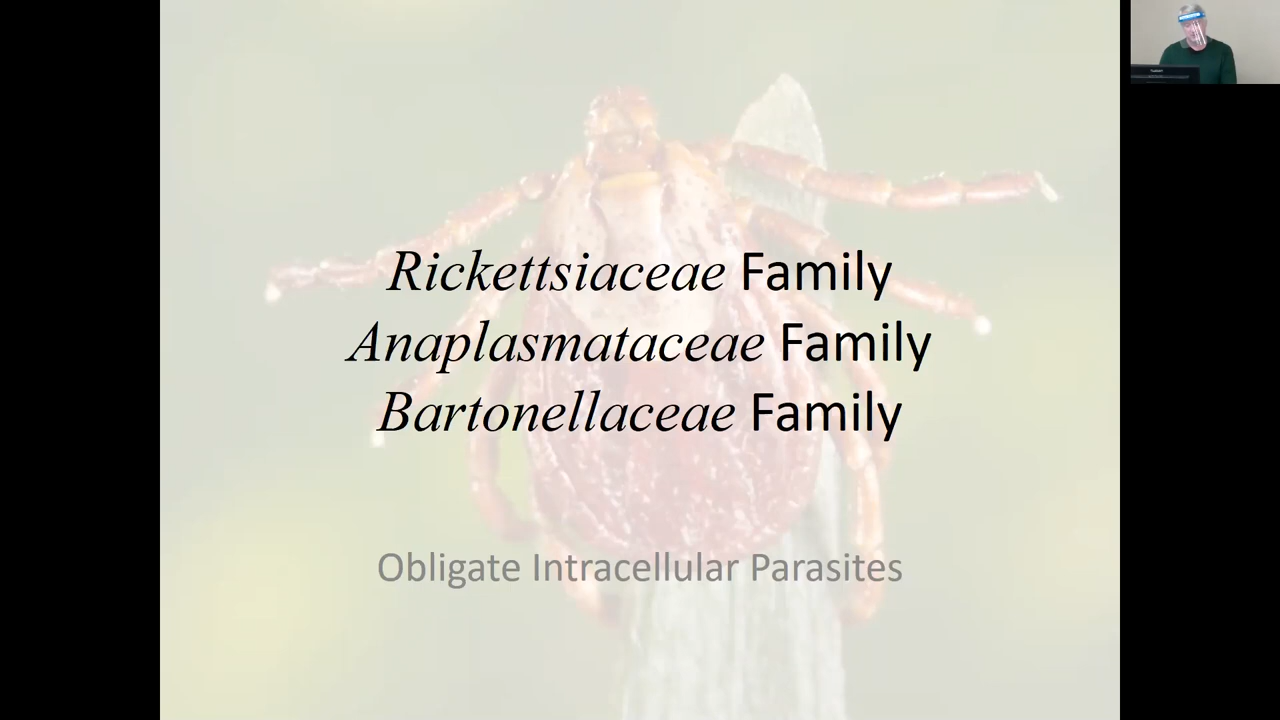 Rickettsiaceae Family
Anaplasmataceae Family
Bartonellaceae Family
Obligate Intracellular Parasites